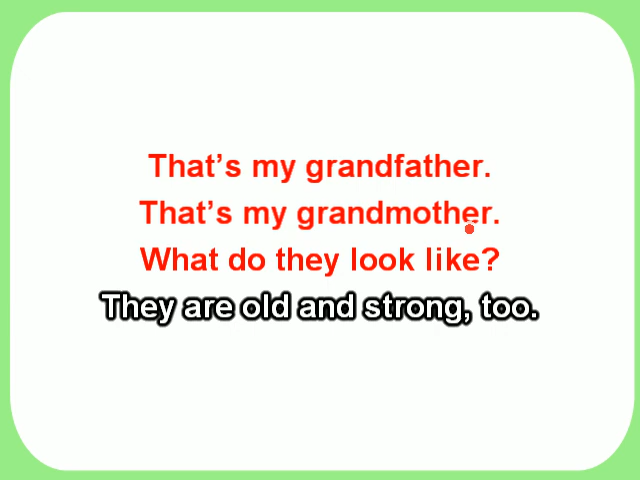 That’s my grandfather.
That’s my grandmother.
What do they look like?
They are old and strong, too.